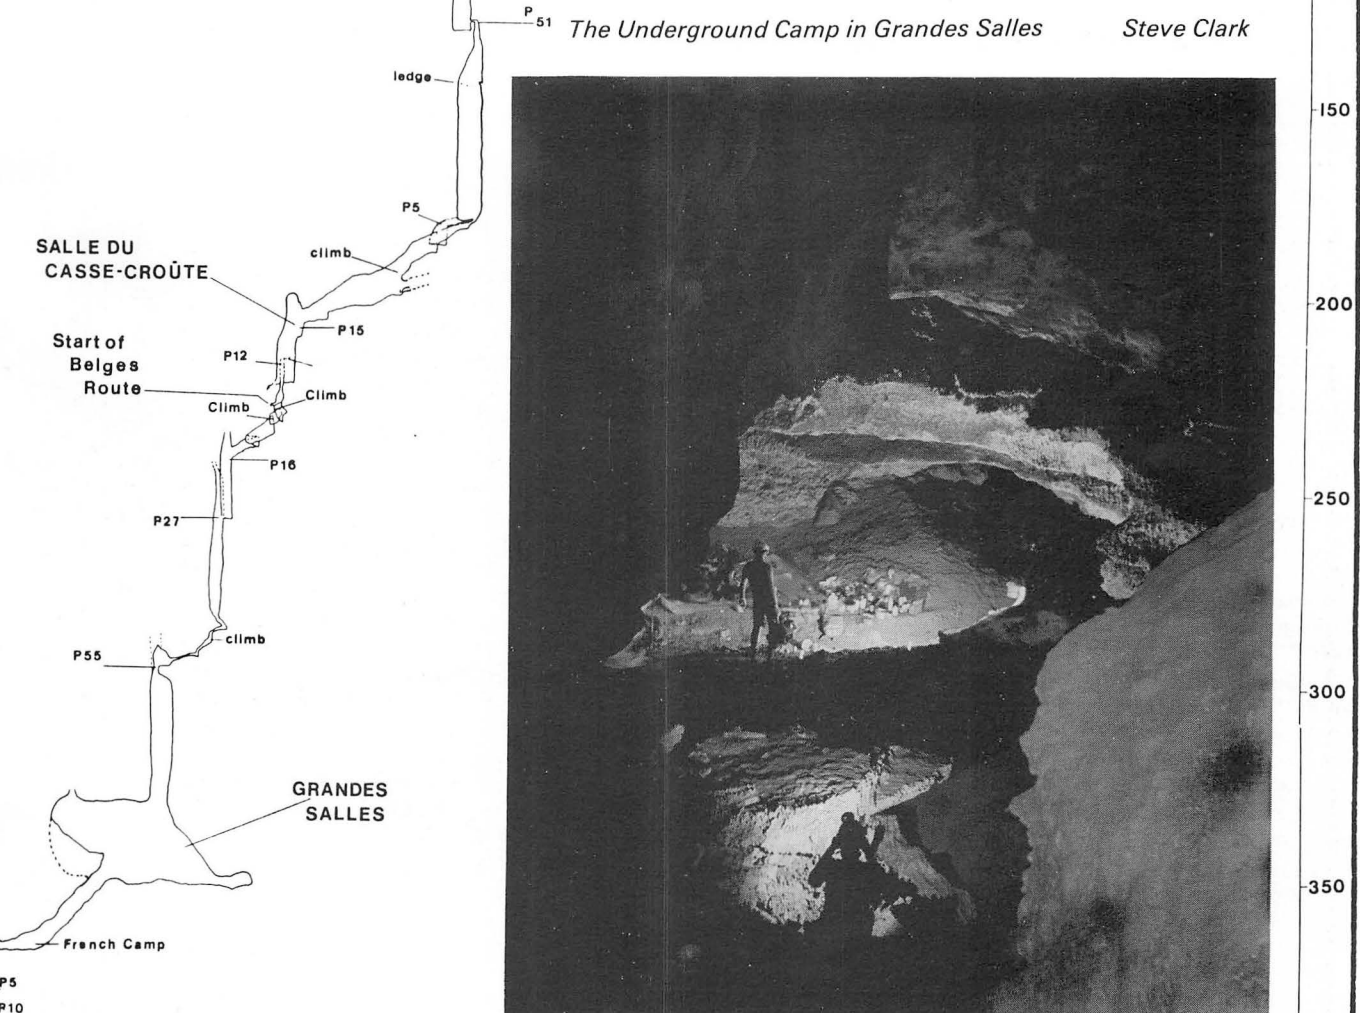 P
51
The Underground Camp in Grandes Salles Steve Clark
ledge
150
P5
SALLE DU
CASSE-CROÛTE
climb
200
P15
Start of
Belges
Route
P12
Climb
Climb
P16
250
P27
climb
P55
300
GRANDES
SALLES
350
French Camp
P5
P10